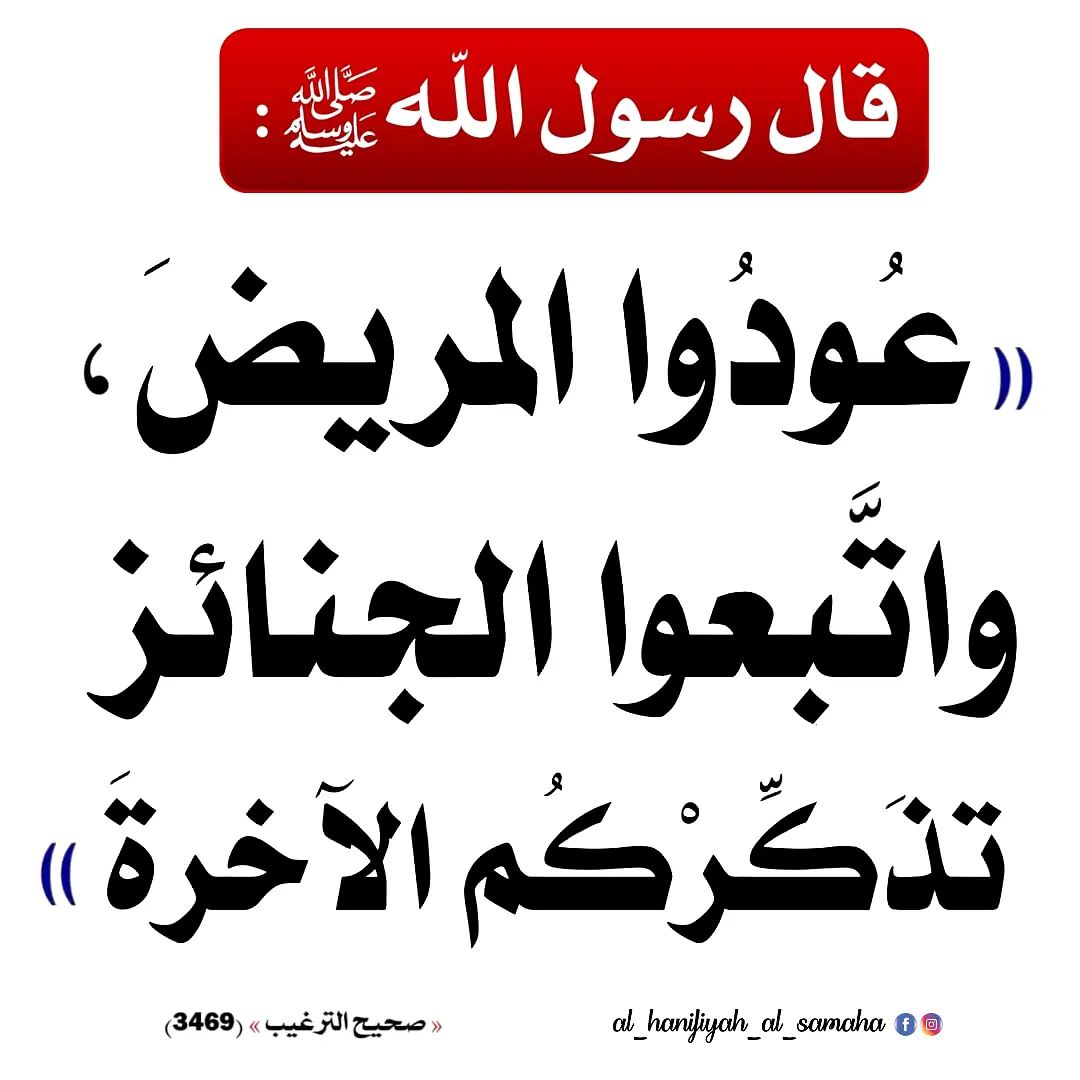 قال رسول الله ﷺ :
(( عُودُوا المريضَ ،
واتَّبعوا الجنائز
تذَكِّرْكُم الآخرةَ ))
« صحيح الترغيب » (3469)
al_hanifiyah_al_samaha